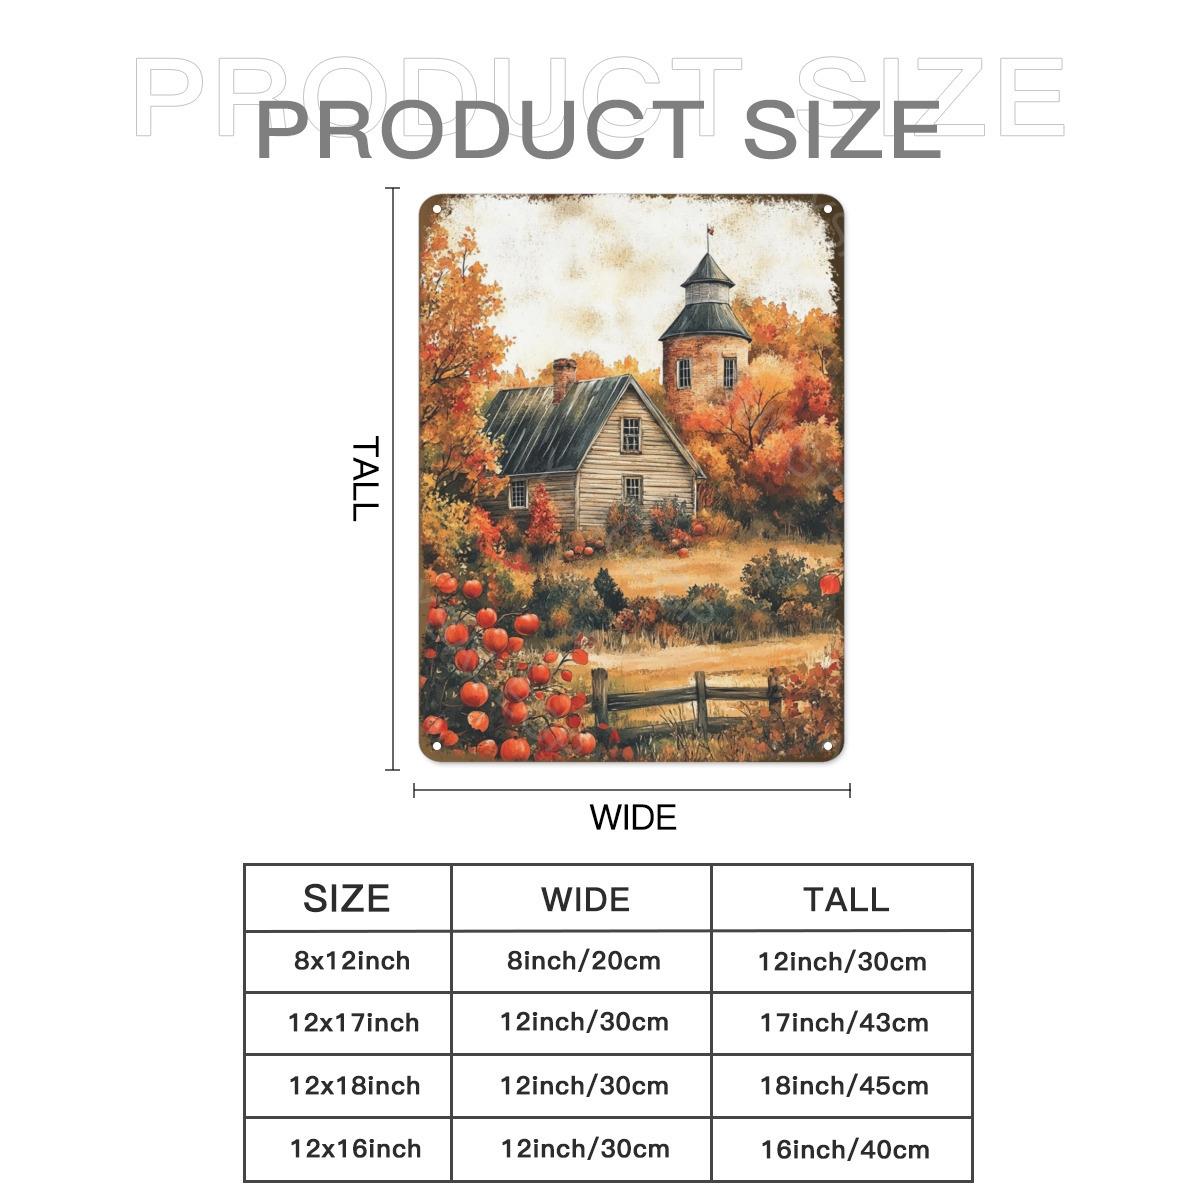 PRODUCT SIZE
PRODUCT SIZE
TALL
WIDE
SIZE WIDE TALL
8x12inch 8inch/20cm 12inch/30cm
12x17inch 12inch/30cm 17inch/43cm
12x18inch 12inch/30cm 18inch/45cm
12x16inch 12inch/30cm 16inch/40cm